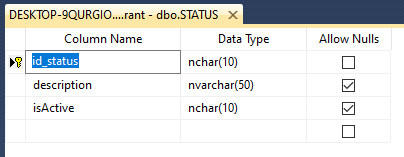 DESKTOP-9QURGIO....rant - dbo.STATUS
Column Name Data Type Allow Nulls
id_status nchar(10)
description nvarchar(50)
isActive nchar(10)